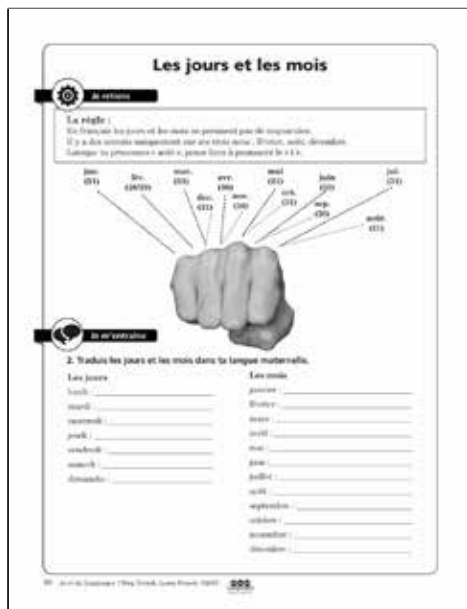 Les jours et les mois
Je retiens
La règle :
En français les jours et les mois ne prennent pas de majuscules.
Il y a des accents uniquement sur ces trois mois : février, août, décembre.
Lorsque tu prononces « août », pense bien à prononcer le « t ».
jan. fév. mar. avr. mai juin jul.
(31) (28/29) (31) (30) (31) (30) (31)
dec. nov. oct. sep. août
(31) (30) (31) (30) (31)
Je m'entraîne
2. Traduis les jours et les mois dans ta langue maternelle.
Les jours
lundi :
mardi :
mercredi :
jeudi :
vendredi :
samedi :
dimanche :
Les mois
janvier :
février :
mars :
avril :
mai :
juin :
juillet :
août :
septembre :
octobre :
novembre :
décembre :